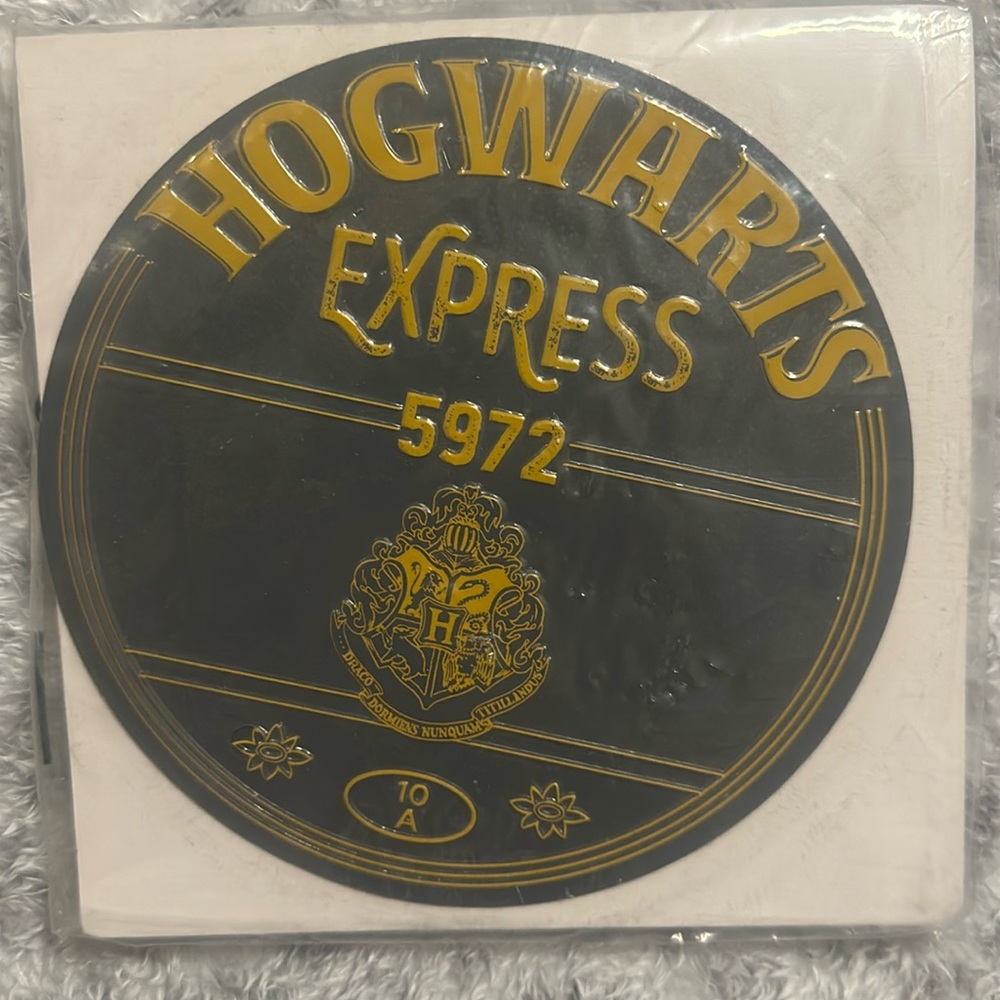 HOGWARTS
EXPRESS
5972
H
DRACO DORMIENS NUNQUAM TITILLANDUS
10
A